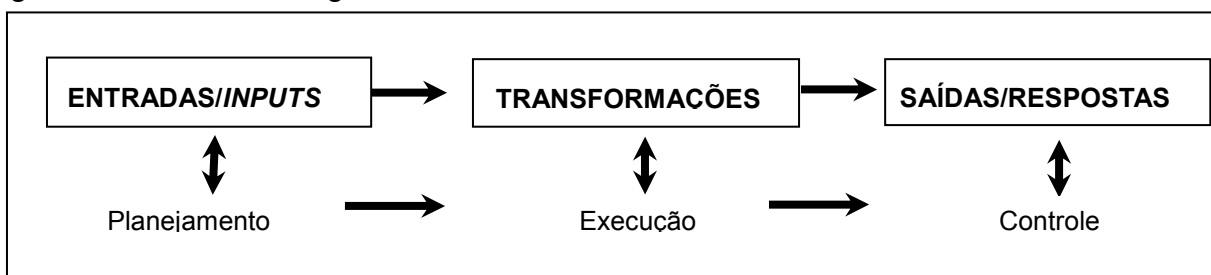 ENTRADAS/INPUTS
TRANSFORMAÇÕES
SAÍDAS/RESPOSTAS
Planejamento
Execução
Controle